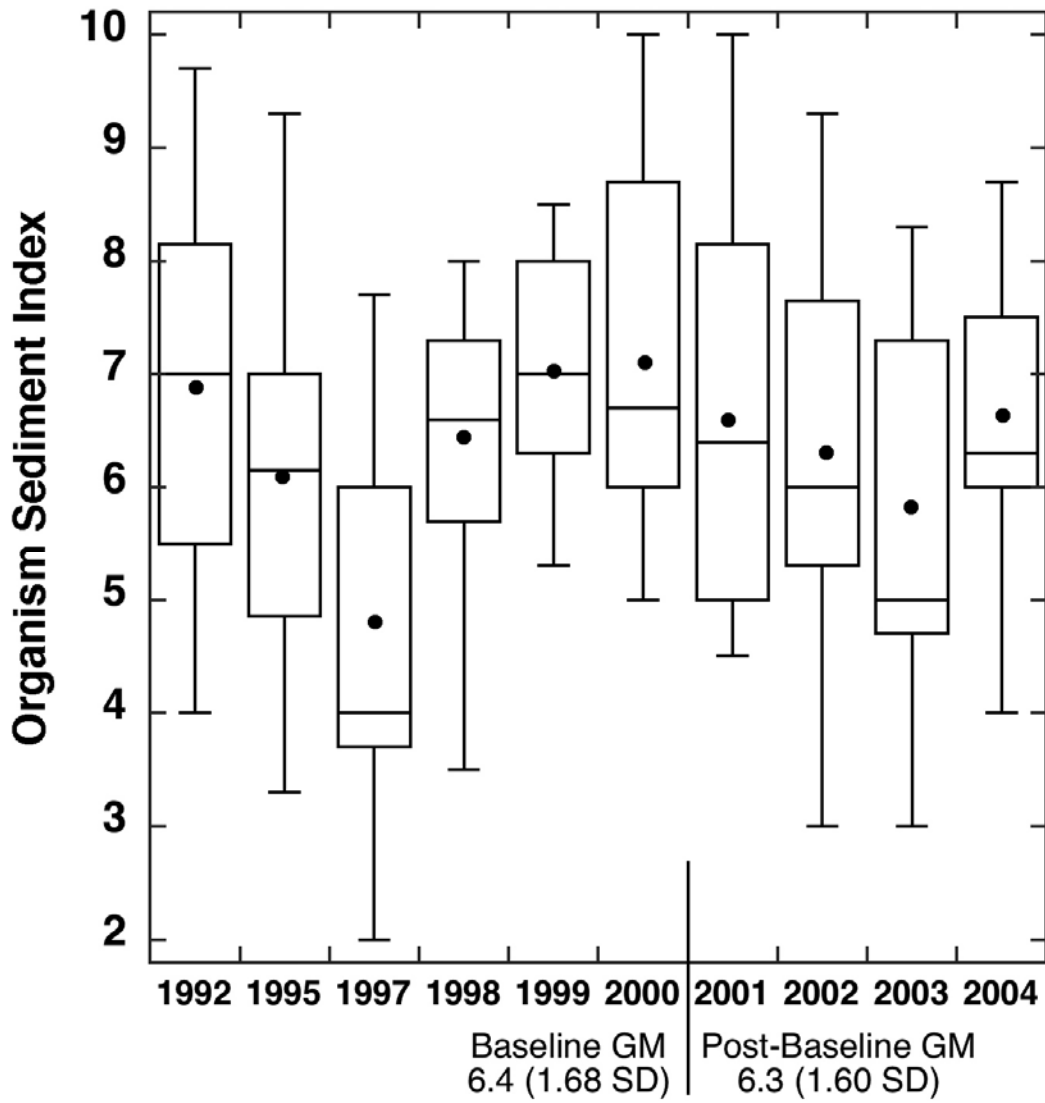 Organism Sediment Index
10
9
8
7
6
5
4
3
2
1992 1995 1997 1998 1999 2000 2001 2002 2003 2004
Baseline GM
6.4 (1.68 SD)
Post-Baseline GM
6.3 (1.60 SD)